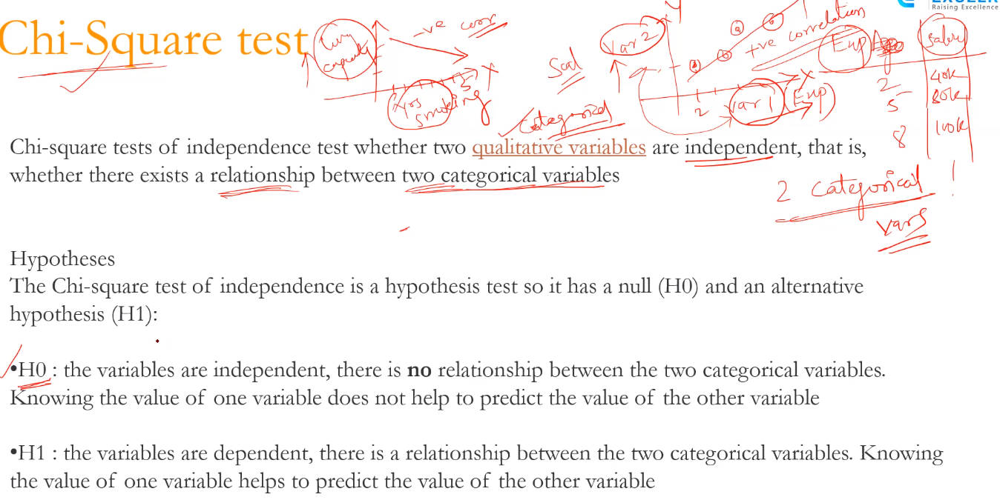 Raising Excellence
Chi-Square test
lung
capacity
-ve corr
X
Yrs
smoking
Scal
Categorical
Var 2
Y
+ve correlation
X
2
Var 1 (Exp)
Exp
Salary
2 40k
5 80k
8 100k
Chi-square tests of independence test whether two qualitative variables are independent, that is,
whether there exists a relationship between two categorical variables
2 Categorical !
Vars
Hypotheses
The Chi-square test of independence is a hypothesis test so it has a null (H0) and an alternative
hypothesis (H1):
•H0 : the variables are independent, there is no relationship between the two categorical variables.
Knowing the value of one variable does not help to predict the value of the other variable
•H1 : the variables are dependent, there is a relationship between the two categorical variables. Knowing
the value of one variable helps to predict the value of the other variable